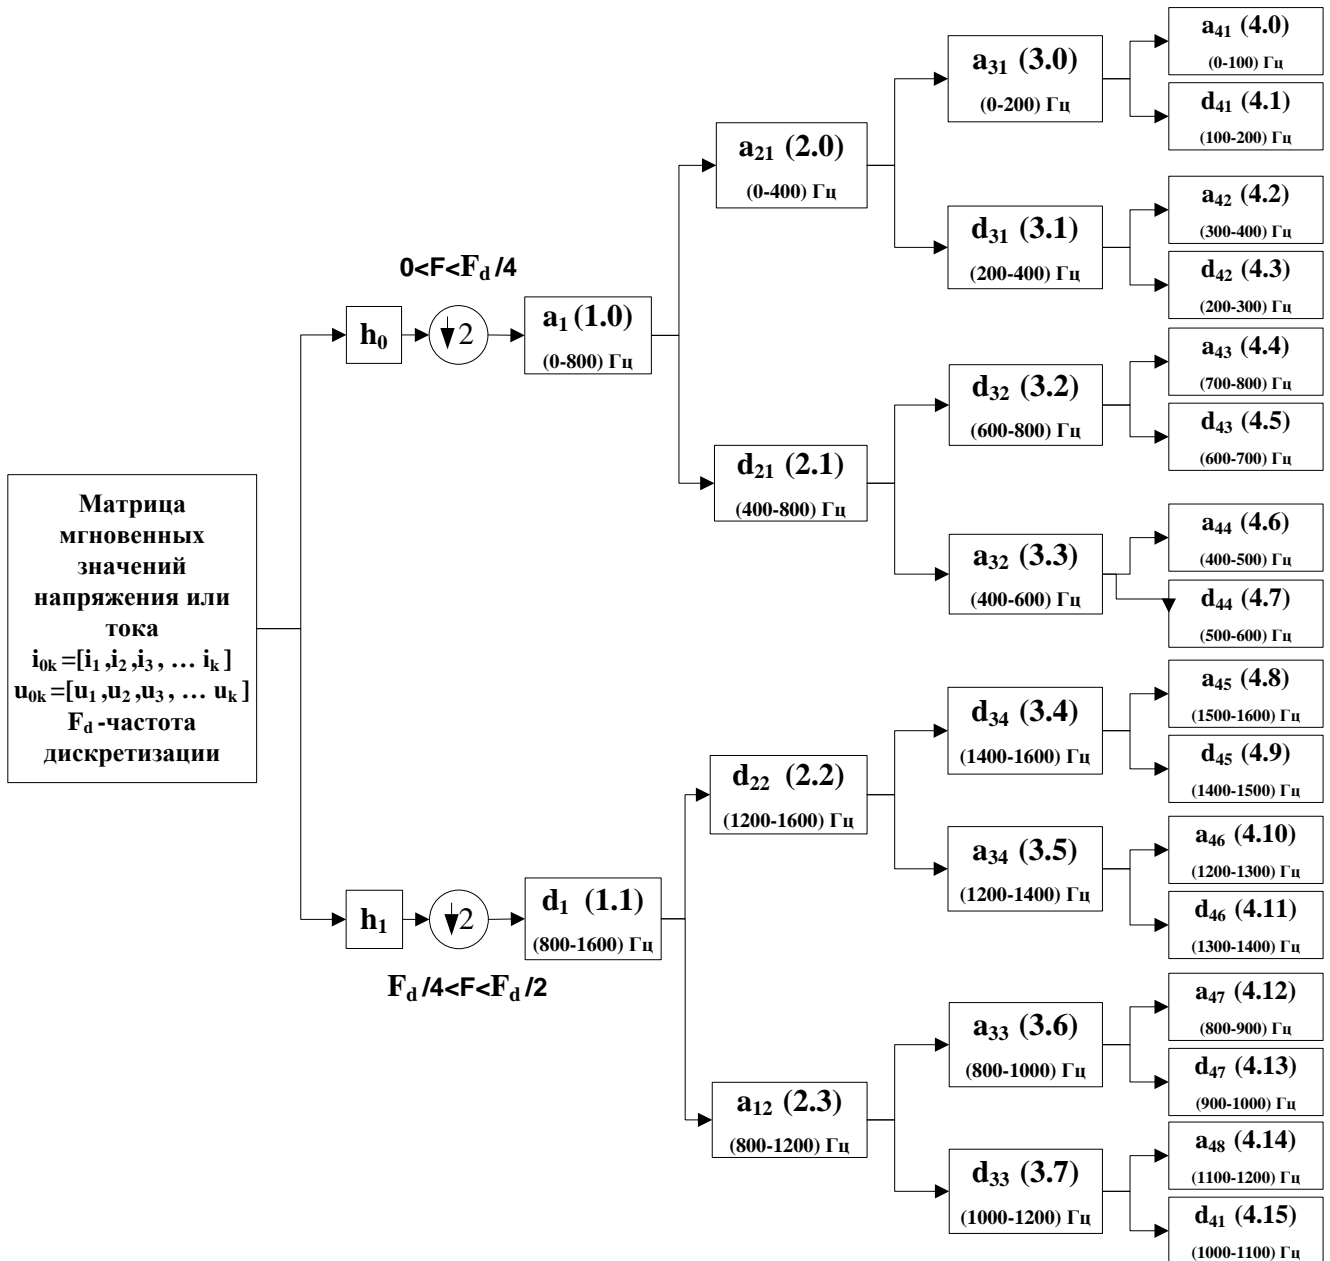 Матрица
мгновенных
значений
напряжения или
тока
i0k=[i1,i2,i3, … ik]
u0k=[u1,u2,u3, … uk]
Fd-частота
дискретизации
0<F<Fd/4
h0
2
h1
2
Fd/4<F<Fd/2
a1 (1.0)
(0-800) Гц
d1 (1.1)
(800-1600) Гц
a21 (2.0)
(0-400) Гц
d21 (2.1)
(400-800) Гц
d22 (2.2)
(1200-1600) Гц
a12 (2.3)
(800-1200) Гц
a31 (3.0)
(0-200) Гц
d31 (3.1)
(200-400) Гц
d32 (3.2)
(600-800) Гц
a32 (3.3)
(400-600) Гц
d34 (3.4)
(1400-1600) Гц
a34 (3.5)
(1200-1400) Гц
a33 (3.6)
(800-1000) Гц
d33 (3.7)
(1000-1200) Гц
a41 (4.0)
(0-100) Гц
d41 (4.1)
(100-200) Гц
a42 (4.2)
(300-400) Гц
d42 (4.3)
(200-300) Гц
a43 (4.4)
(700-800) Гц
d43 (4.5)
(600-700) Гц
a44 (4.6)
(400-500) Гц
d44 (4.7)
(500-600) Гц
a45 (4.8)
(1500-1600) Гц
d45 (4.9)
(1400-1500) Гц
a46 (4.10)
(1200-1300) Гц
d46 (4.11)
(1300-1400) Гц
a47 (4.12)
(800-900) Гц
d47 (4.13)
(900-1000) Гц
a48 (4.14)
(1100-1200) Гц
d41 (4.15)
(1000-1100) Гц